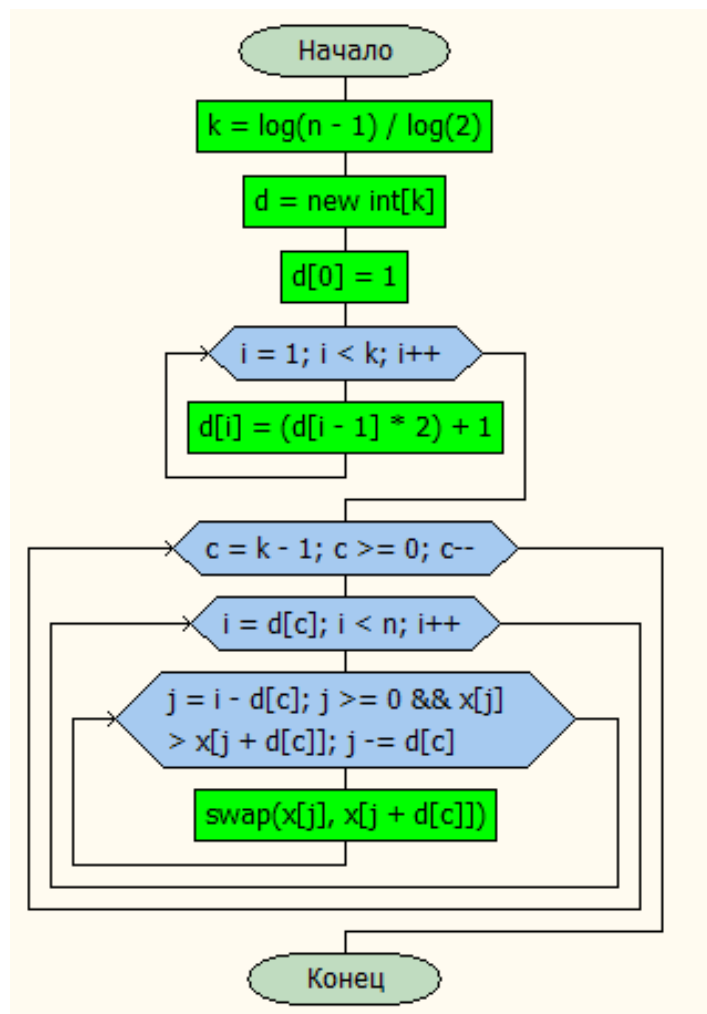 Начало
k = log(n - 1) / log(2)
d = new int[k]
d[0] = 1
i = 1; i < k; i++
d[i] = (d[i - 1] * 2) + 1
c = k - 1; c >= 0; c--
i = d[c]; i < n; i++
j = i - d[c]; j >= 0 && x[j]
> x[j + d[c]]; j -= d[c]
swap(x[j], x[j + d[c]])
Конец